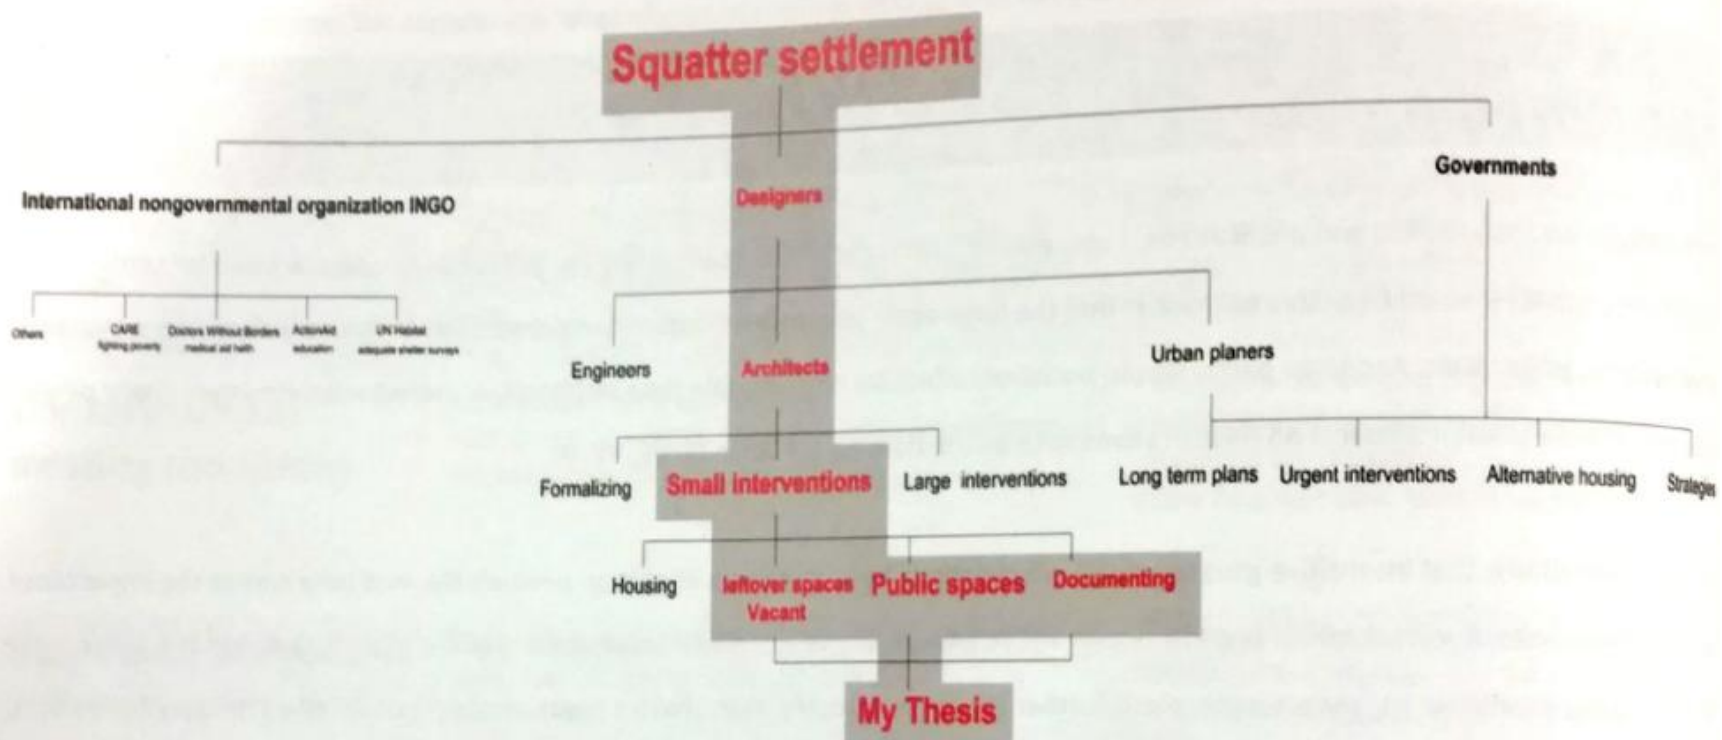 Squatter settlement
Governments
International nongovernmental organization INGO
Designers
Others
CARE
fighting poverty
Doctors Without Borders
medical aid
ActionAid
education
UN Habitat
adequate shelter surveys
Engineers
Architects
Urban planers
Formalizing
Small interventions
Large interventions
Long term plans
Urgent interventions
Alternative housing
Strategies
Housing
leftover spaces
Vacant
Public spaces
Documenting
My Thesis